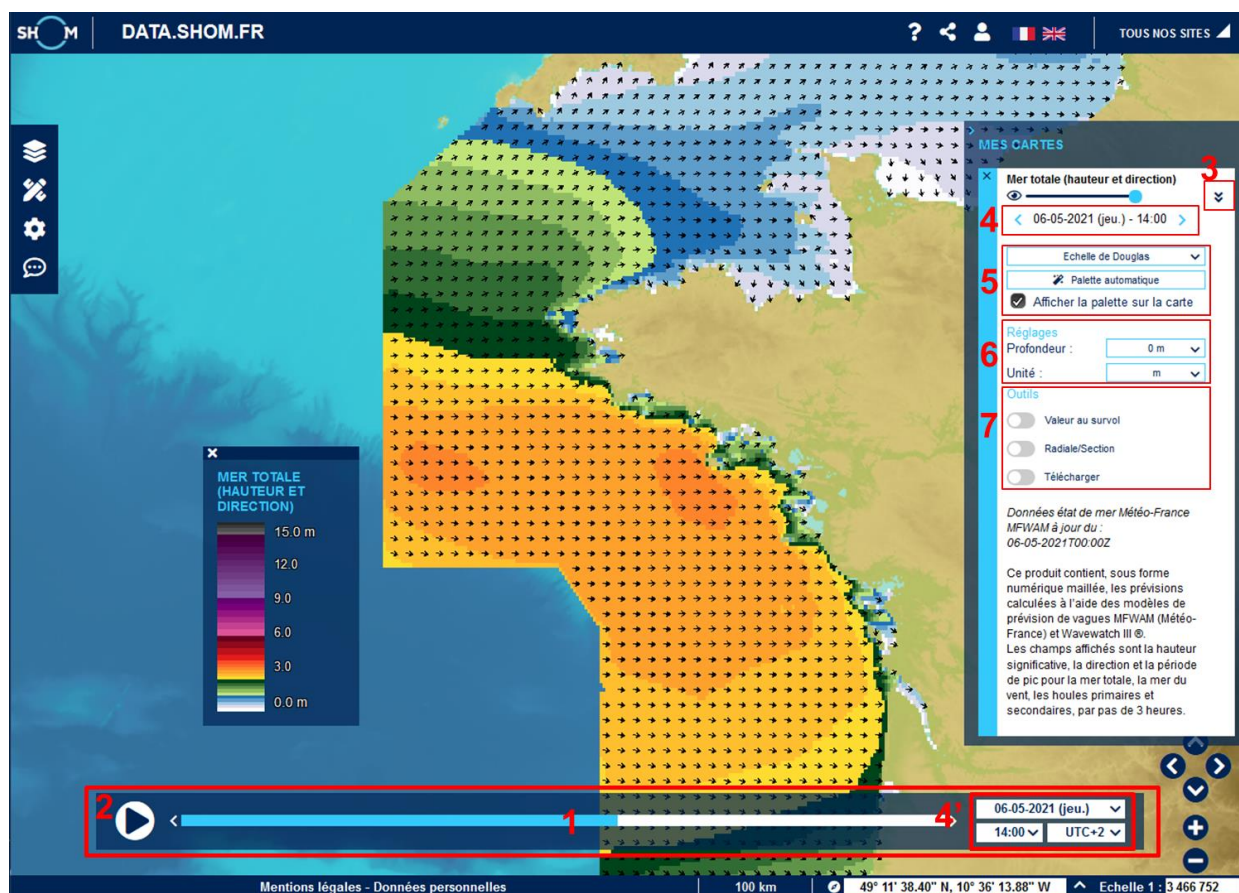 SHOM
DATA.SHOM.FR
?
TOUS NOS SITES
MES CARTES
3
Mer totale (hauteur et direction)
4
06-05-2021 (jeu.) - 14:00
5
Echelle de Douglas
Palette automatique
Afficher la palette sur la carte
6
Réglages
Profondeur :
0 m
Unité :
m
7
Outils
Valeur au survol
Radiale/Section
Télécharger
Données état de mer Météo-France
MFWAM à jour du :
06-05-2021T00:00Z
Ce produit contient, sous forme
numérique maillée, les prévisions
calculées à l'aide des modèles de
prévision de vagues MFWAM (Météo-
France) et Wavewatch III ®.
Les champs affichés sont la hauteur
significative, la direction et la période
de pic pour la mer totale, la mer du
vent, les houles primaires et
secondaires, par pas de 3 heures.
MER TOTALE
(HAUTEUR ET
DIRECTION)
15.0 m
12.0
9.0
6.0
3.0
0.0 m
2
1
4'
06-05-2021 (jeu.)
14:00
UTC+2
Mentions légales - Données personnelles
100 km
49° 11' 38.40" N, 10° 36' 13.88" W
Echelle 1 : 3 466 752